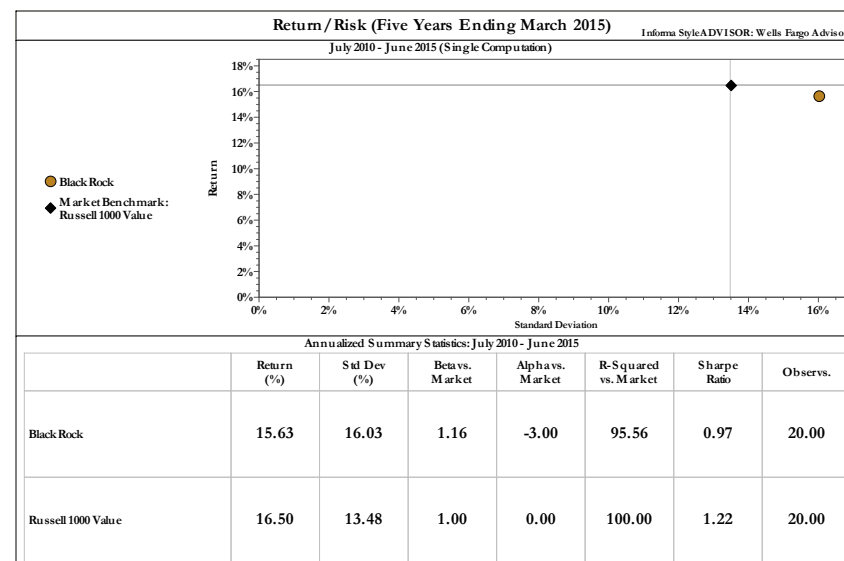 Return/Risk (Five Years Ending March 2015)
Informa StyleADVISOR: Wells Fargo Adviso
July 2010 - June 2015 (Single Computation)
18%
16%
14%
12%
10%
8%
6%
4%
2%
0%
Return
0% 2% 4% 6% 8% 10% 12% 14% 16%
Standard Deviation
Black Rock
Market Benchmark:
Russell 1000 Value
Annualized Summary Statistics: July 2010 - June 2015
Return (%) Std Dev (%) Beta vs. Market Alpha vs. Market R-Squared vs. Market Sharpe Ratio Observs.
Black Rock 15.63 16.03 1.16 -3.00 95.56 0.97 20.00
Russell 1000 Value 16.50 13.48 1.00 0.00 100.00 1.22 20.00